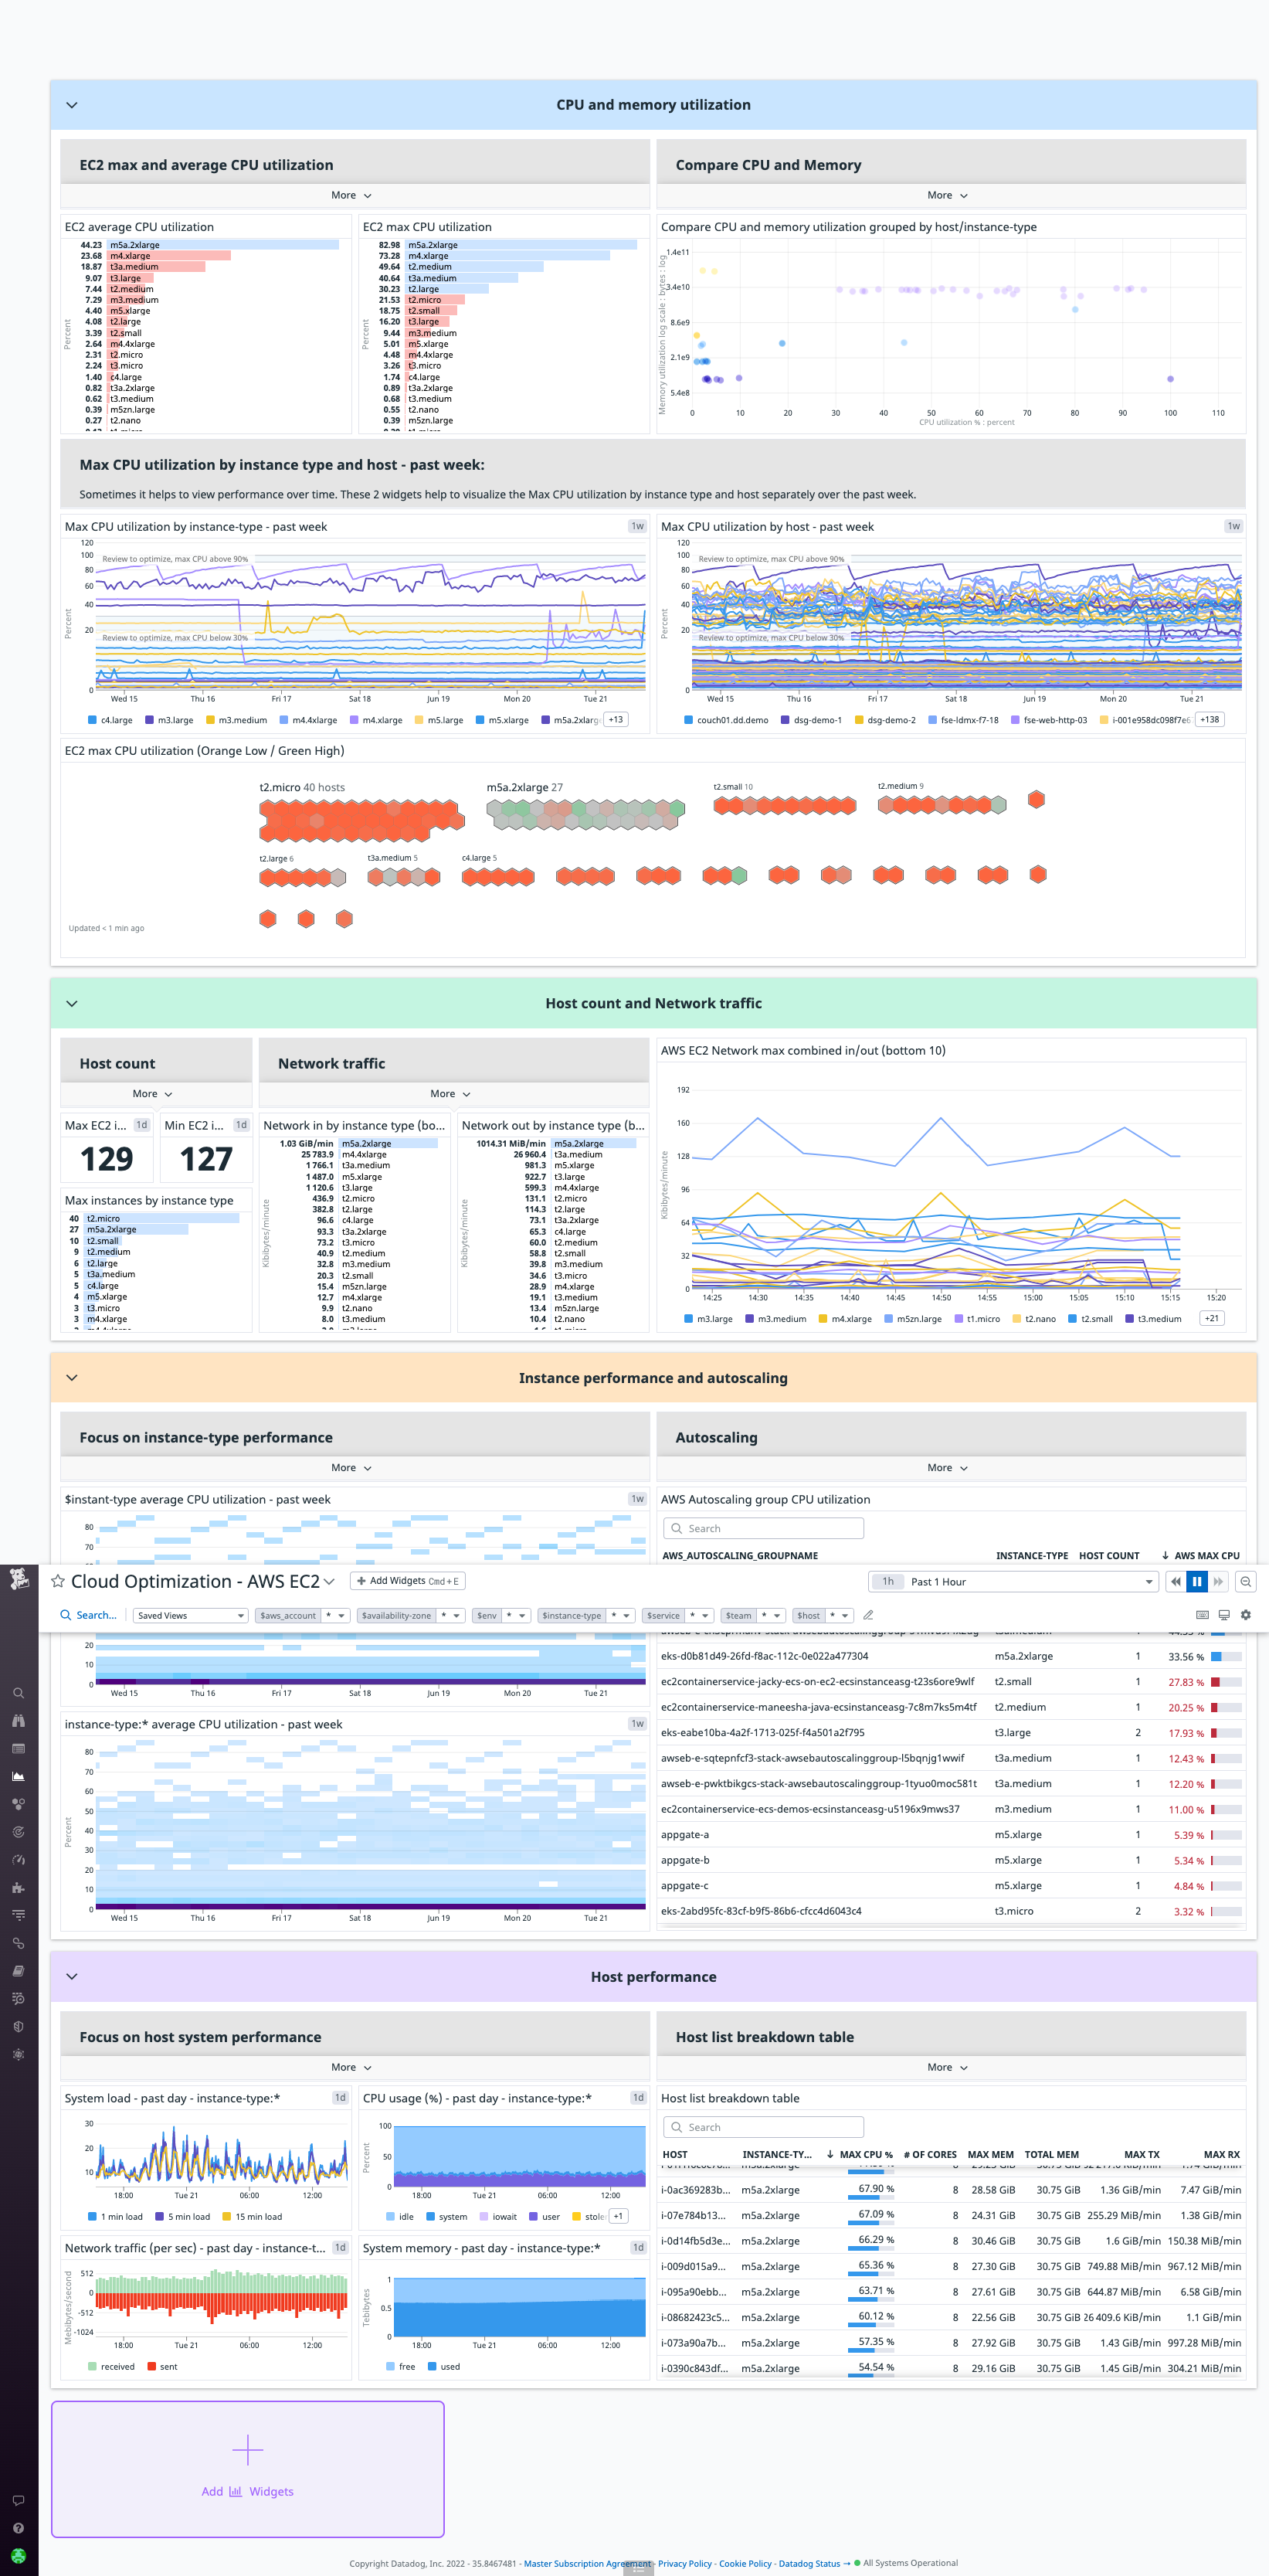 CPU and memory utilization
EC2 max and average CPU utilization
More
Compare CPU and Memory
More
EC2 average CPU utilization
Percent
44.23 m5a.2xlarge
23.68 m4.xlarge
18.87 t3a.medium
9.07 t3.large
7.44 t2.medium
7.29 m3.medium
4.40 m5.xlarge
4.08 t2.large
3.39 t2.small
2.64 m4.4xlarge
2.31 t2.micro
2.24 t3.micro
1.40 c4.large
0.82 t3a.2xlarge
0.62 t3.medium
0.39 m5zn.large
0.27 t2.nano
EC2 max CPU utilization
Percent
82.98 m5a.2xlarge
73.28 m4.xlarge
49.64 t2.medium
40.64 t3a.medium
30.23 t2.large
21.53 t2.micro
18.75 t2.small
16.20 t3.large
9.44 m3.medium
5.01 m5.xlarge
4.48 m4.4xlarge
3.26 t3.micro
1.74 c4.large
0.89 t3a.2xlarge
0.68 t3.medium
0.55 t2.nano
0.39 m5zn.large
Compare CPU and memory utilization grouped by host/instance-type
Memory utilization log scale : bytes : log
1.4e11
3.4e10
8.6e9
2.1e9
5.4e8
0 10 20 30 40 50 60 70 80 90 100 110
CPU utilization % : percent
Max CPU utilization by instance type and host - past week:
Sometimes it helps to view performance over time. These 2 widgets help to visualize the Max CPU utilization by instance type and host separately over the past week.
Max CPU utilization by instance-type - past week 1w
Percent
120
100
80
60
40
20
0
Review to optimize, max CPU above 90%
Review to optimize, max CPU below 30%
Wed 15 Thu 16 Fri 17 Sat 18 Jun 19 Mon 20 Tue 21
c4.large m3.large m3.medium m4.4xlarge m4.xlarge m5.large m5.xlarge m5a.2xlarg +13
Max CPU utilization by host - past week 1w
Percent
120
100
80
60
40
20
0
Review to optimize, max CPU above 90%
Review to optimize, max CPU below 30%
Wed 15 Thu 16 Fri 17 Sat 18 Jun 19 Mon 20 Tue 21
couch01.dd.demo dsg-demo-1 dsg-demo-2 fse-ldmx-f7-18 fse-web-http-03 i-001e958dc098f7e6 +138
EC2 max CPU utilization (Orange Low / Green High)
t2.micro 40 hosts m5a.2xlarge 27 t2.small 10 t2.medium 9
t2.large 6 t3a.medium 5 c4.large 5
Updated < 1 min ago
Host count and Network traffic
Host count
More
Network traffic
More
Max EC2 i... 1d
129
Min EC2 i... 1d
127
Max instances by instance type
40 t2.micro
27 m5a.2xlarge
10 t2.small
9 t2.medium
6 t2.large
5 t3a.medium
5 c4.large
4 m5.xlarge
3 t3.micro
3 m4.xlarge
Network in by instance type (bo...
Kibibytes/minute
1.03 GiB/min m5a.2xlarge
25 783.9 m4.4xlarge
1 766.1 t3a.medium
1 487.0 m5.xlarge
1 120.6 t3.large
436.9 t2.micro
382.8 t2.large
96.6 c4.large
93.3 t3a.2xlarge
73.2 t3.micro
40.9 t2.medium
32.8 m3.medium
20.3 t2.small
15.4 m5zn.large
12.7 m4.xlarge
9.9 t2.nano
8.0 t3.medium
Network out by instance type (b...
Kibibytes/minute
1014.31 MiB/min m5a.2xlarge
26 960.4 t3a.medium
981.3 m5.xlarge
922.7 t3.large
599.3 m4.4xlarge
131.1 t2.micro
114.3 t2.large
73.1 t3a.2xlarge
65.3 c4.large
60.0 t2.medium
58.8 t2.small
39.8 m3.medium
34.6 t3.micro
28.9 m4.xlarge
19.1 t3.medium
13.4 m5zn.large
10.4 t2.nano
AWS EC2 Network max combined in/out (bottom 10)
Kibibytes/minute
192
160
128
96
64
32
0
14:25 14:30 14:35 14:40 14:45 14:50 14:55 15:00 15:05 15:10 15:15 15:20
m3.large m3.medium m4.xlarge m5zn.large t1.micro t2.nano t2.small t3.medium +21
Instance performance and autoscaling
Focus on instance-type performance
More
Autoscaling
More
$instant-type average CPU utilization - past week 1w
80
70
AWS Autoscaling group CPU utilization
Search
AWS_AUTOSCALING_GROUPNAME INSTANCE-TYPE HOST COUNT AWS MAX CPU
Cloud Optimization - AWS EC2
Add Widgets Cmd+E
1h Past 1 Hour
Search... Saved Views $aws_account * $availability-zone * $env * $instance-type * $service * $team * $host *
20
10
0
Wed 15 Thu 16 Fri 17 Sat 18 Jun 19 Mon 20 Tue 21
eks-d0b81d49-26fd-f8ac-112c-0e022a477304 m5a.2xlarge 1 33.56 %
ec2containerservice-jacky-ecs-on-ec2-ecsinstanceasg-t23s6ore9wlf t2.small 1 27.83 %
ec2containerservice-maneesha-java-ecsinstanceasg-7c8m7ks5m4tf t2.medium 1 20.25 %
eks-eabe10ba-4a2f-1713-025f-f4a501a2f795 t3.large 2 17.93 %
awseb-e-sqtepnfcf3-stack-awsebautoscalinggroup-l5bqnjg1wwif t3a.medium 1 12.43 %
awseb-e-pwktbikgcs-stack-awsebautoscalinggroup-1tyuo0moc581t t3a.medium 1 12.20 %
ec2containerservice-ecs-demos-ecsinstanceasg-u5196x9mws37 m3.medium 1 11.00 %
appgate-a m5.xlarge 1 5.39 %
appgate-b m5.xlarge 1 5.34 %
appgate-c m5.xlarge 1 4.84 %
eks-2abd95fc-83cf-b9f5-86b6-cfcc4d6043c4 t3.micro 2 3.32 %
instance-type:* average CPU utilization - past week 1w
Percent
80
70
60
50
40
30
20
10
0
Wed 15 Thu 16 Fri 17 Sat 18 Jun 19 Mon 20 Tue 21
Host performance
Focus on host system performance
More
Host list breakdown table
More
System load - past day - instance-type:* 1d
30
20
10
18:00 Tue 21 06:00 12:00
1 min load 5 min load 15 min load
CPU usage (%) - past day - instance-type:* 1d
Percent
100
50
0
18:00 Tue 21 06:00 12:00
idle system iowait user stole +1
Network traffic (per sec) - past day - instance-t... 1d
Mebibytes/second
512
0
-512
-1024
18:00 Tue 21 06:00 12:00
received sent
System memory - past day - instance-type:* 1d
Tebibytes
1
0.5
0
18:00 Tue 21 06:00 12:00
free used
Host list breakdown table
Search
HOST INSTANCE-TY... MAX CPU % # OF CORES MAX MEM TOTAL MEM MAX TX MAX RX
i-0ac369283b... m5a.2xlarge 67.90 % 8 28.58 GiB 30.75 GiB 1.36 GiB/min 7.47 GiB/min
i-07e784b13... m5a.2xlarge 67.09 % 8 24.31 GiB 30.75 GiB 255.29 MiB/min 1.38 GiB/min
i-0d14fb5d3e... m5a.2xlarge 66.29 % 8 30.46 GiB 30.75 GiB 1.6 GiB/min 150.38 MiB/min
i-009d015a9... m5a.2xlarge 65.36 % 8 27.30 GiB 30.75 GiB 749.88 MiB/min 967.12 MiB/min
i-095a90ebb... m5a.2xlarge 63.71 % 8 27.61 GiB 30.75 GiB 644.87 MiB/min 6.58 GiB/min
i-08682423c5... m5a.2xlarge 60.12 % 8 22.56 GiB 30.75 GiB 26 409.6 KiB/min 1.1 GiB/min
i-073a90a7b... m5a.2xlarge 57.35 % 8 27.92 GiB 30.75 GiB 1.43 GiB/min 997.28 MiB/min
i-0390c843df... m5a.2xlarge 54.54 % 8 29.16 GiB 30.75 GiB 1.45 GiB/min 304.21 MiB/min
Add Widgets
Copyright Datadog, Inc. 2022 - 35.8467481 - Master Subscription Agreement - Privacy Policy - Cookie Policy - Datadog Status → All Systems Operational